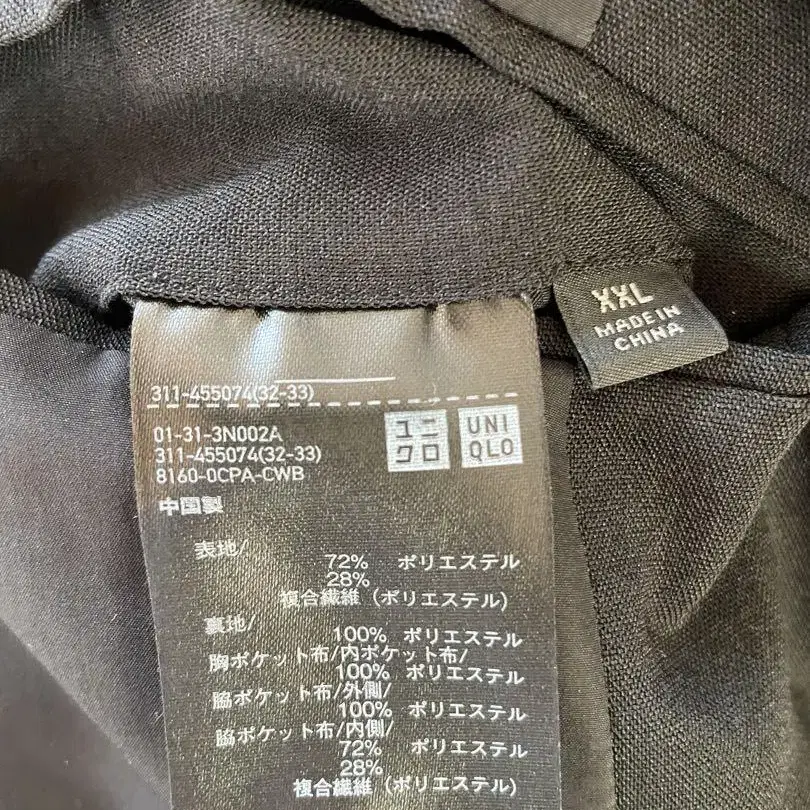 XXL
MADE IN
CHINA
311-455074(32-33)
01-31-3N002A
311-455074(32-33)
8160-0CPA-CWB
ユニ
クロ
UNI
QLO
中国製
表地/
72% ポリエステル
28%
複合繊維 (ポリエステル)
裏地/
100% ポリエステル
胸ポケット布/内ポケット布/
100% ポリエステル
脇ポケット布/外側/
100% ポリエステル
脇ポケット布/内側/
72% ポリエステル
28%
複合繊維 (ポリエステル)